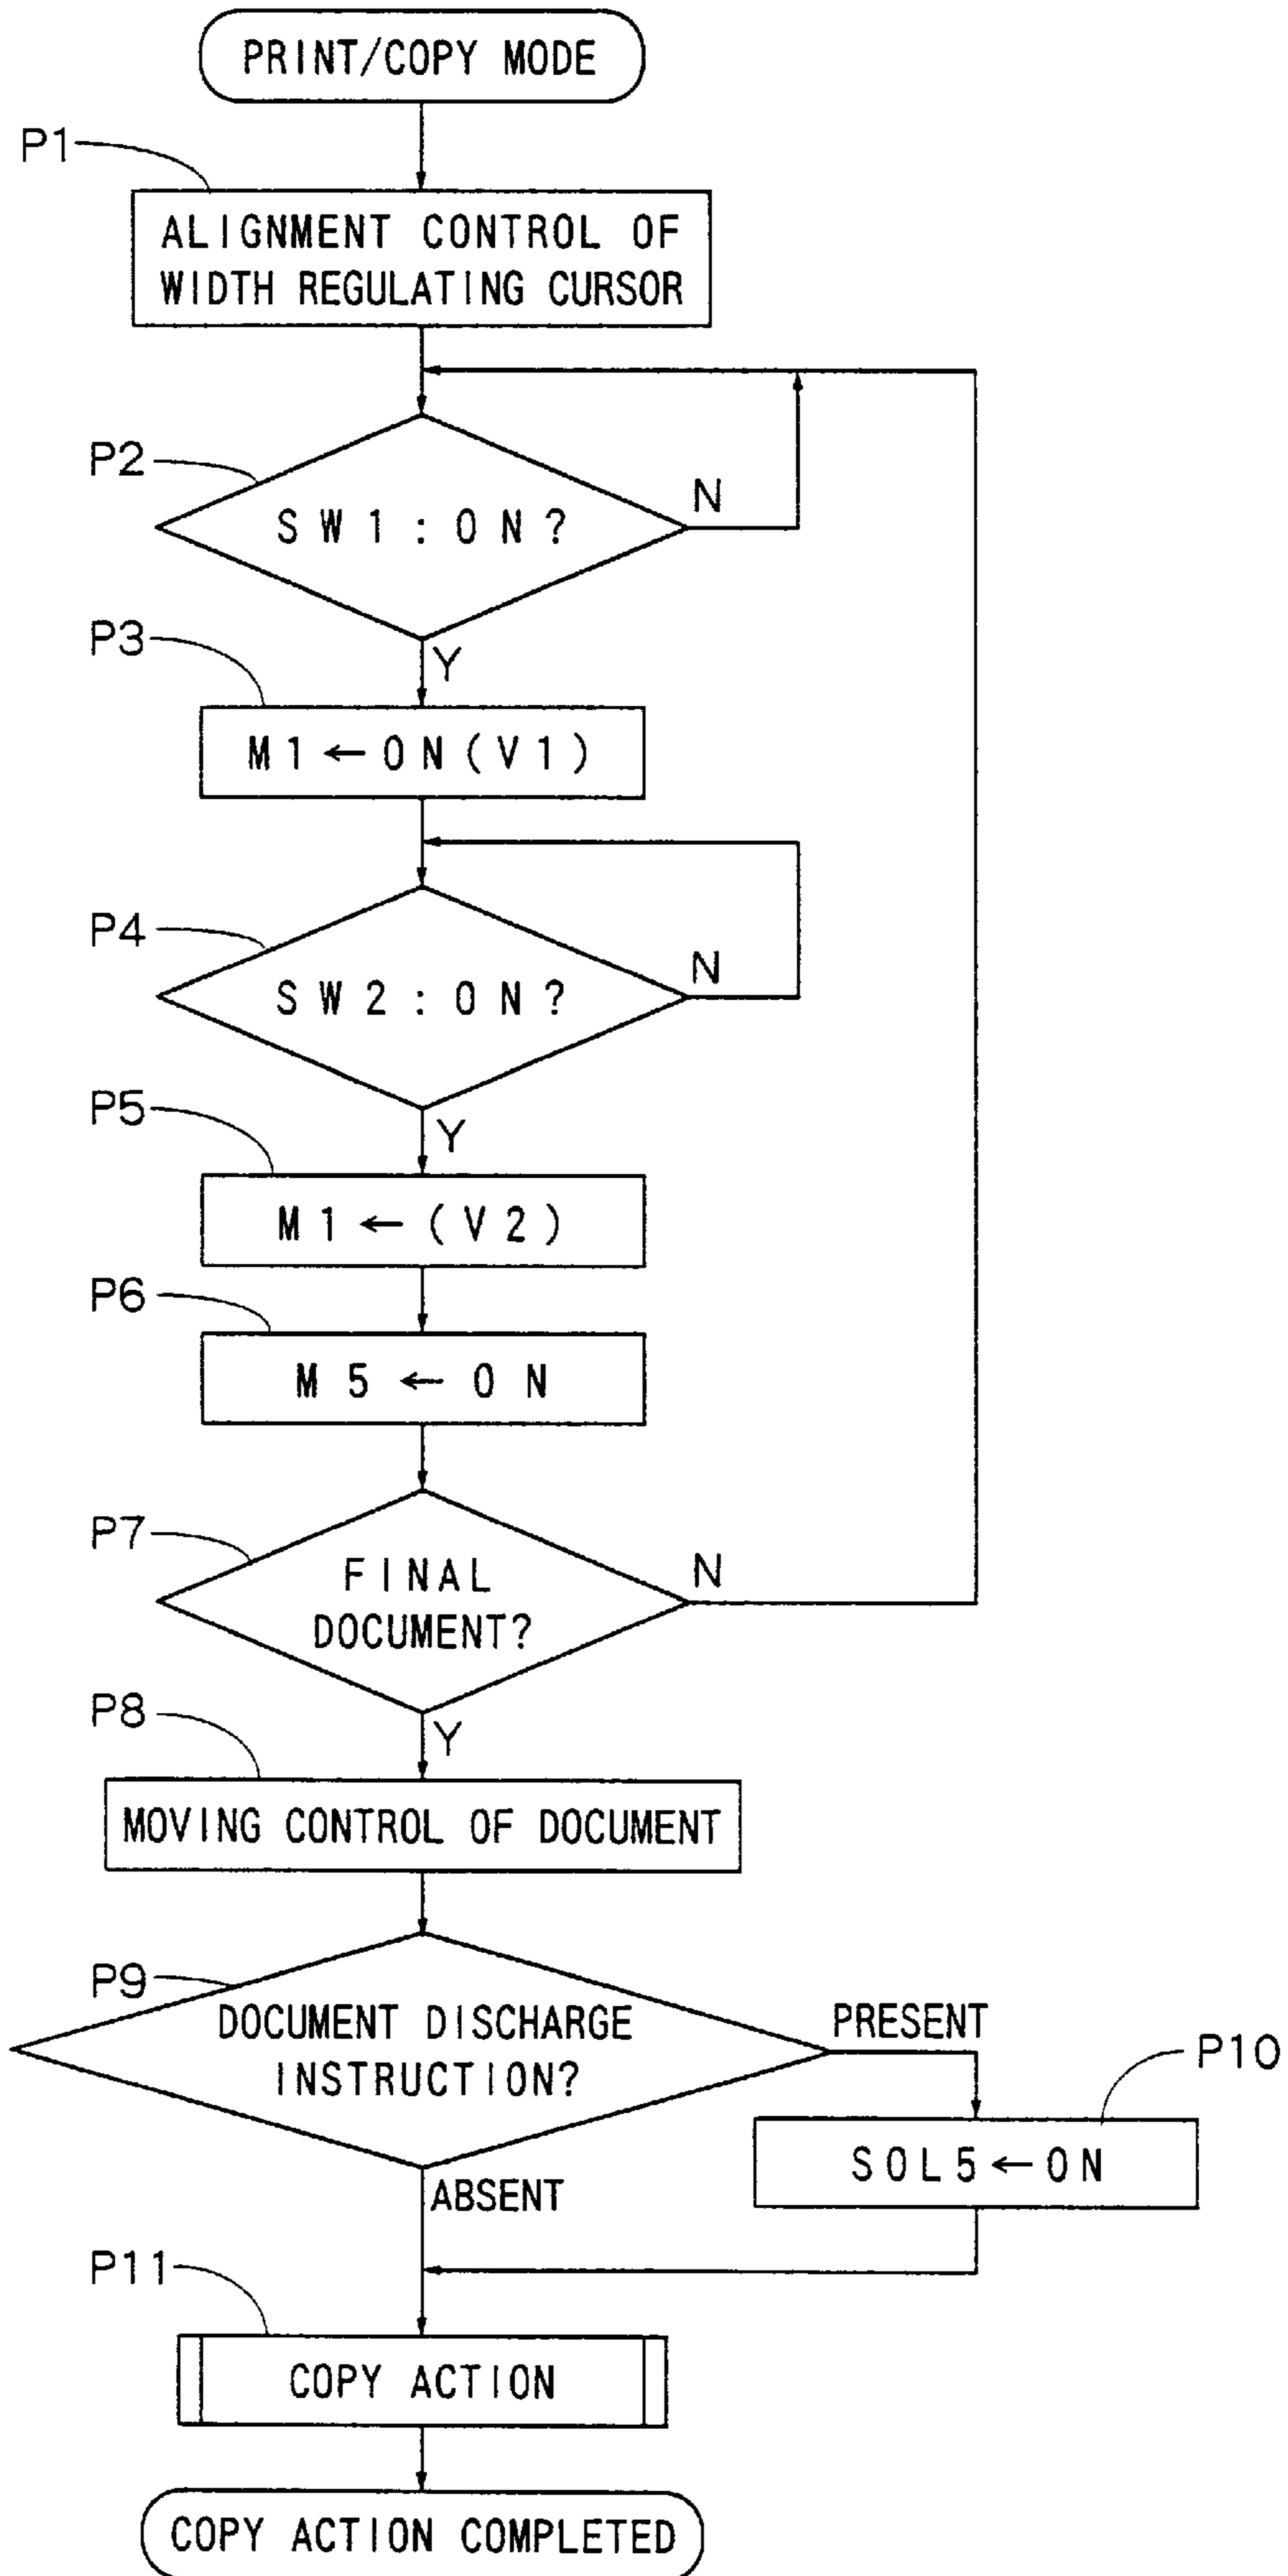 PRINT/COPY MODE
P1
ALIGNMENT CONTROL OF
WIDTH REGULATING CURSOR
P2
SW1:ON?
N
Y
P3
M1←ON(V1)
P4
SW2:ON?
N
Y
P5
M1←(V2)
P6
M5←ON
P7
FINAL
DOCUMENT?
N
Y
P8
MOVING CONTROL OF DOCUMENT
P9
DOCUMENT DISCHARGE
INSTRUCTION?
PRESENT
P10
SOL5←ON
ABSENT
P11
COPY ACTION
COPY ACTION COMPLETED